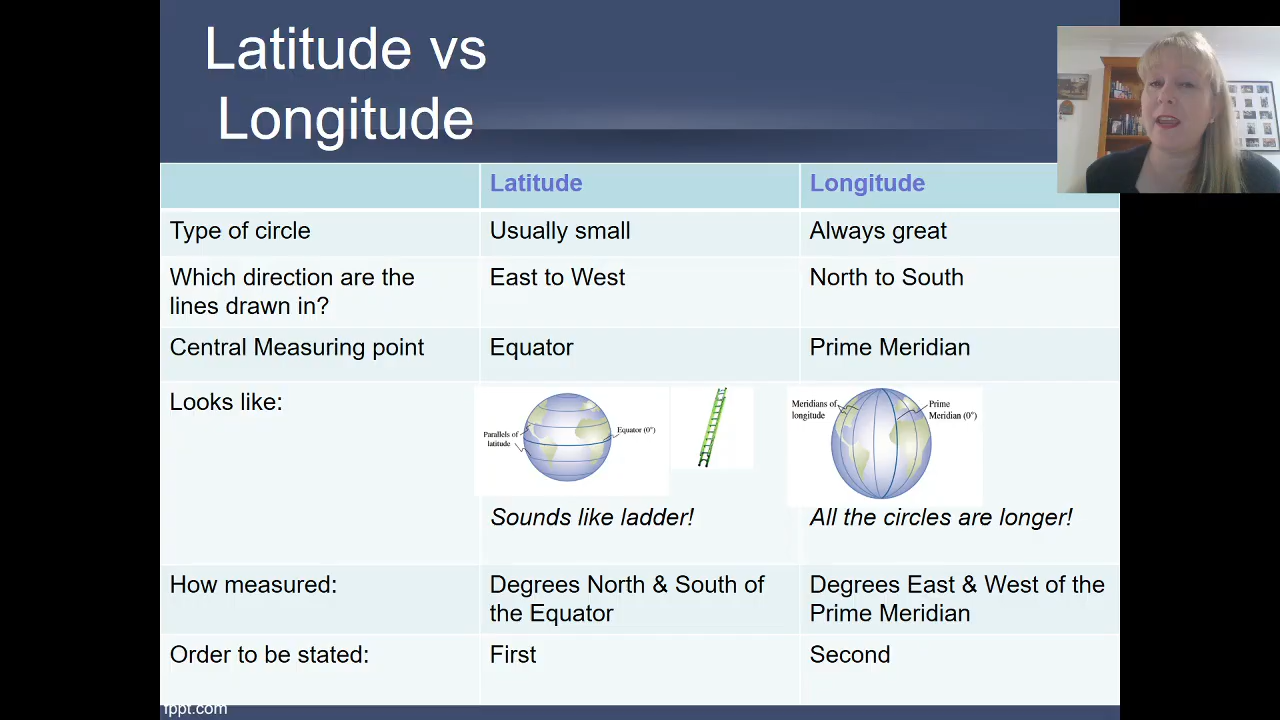 Latitude vs
Longitude
Latitude
Longitude
Type of circle
Usually small
Always great
Which direction are the
lines drawn in?
East to West
North to South
Central Measuring point
Equator
Prime Meridian
Looks like:
Parallels of
latitude
Equator (0°)
Meridians of
longitude
Prime
Meridian (0°)
Sounds like ladder!
All the circles are longer!
How measured:
Degrees North & South of
the Equator
Degrees East & West of the
Prime Meridian
Order to be stated:
First
Second
fppt.com